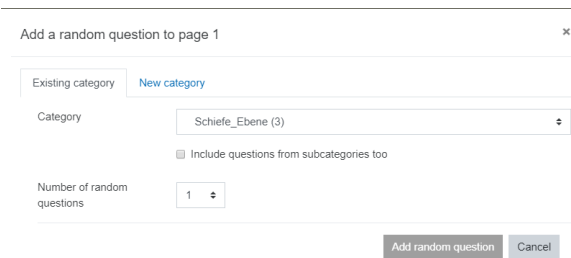 Add a random question to page 1
×
Existing category New category
Category
Schiefe_Ebene (3)
Include questions from subcategories too
Number of random
questions
1
Add random question Cancel